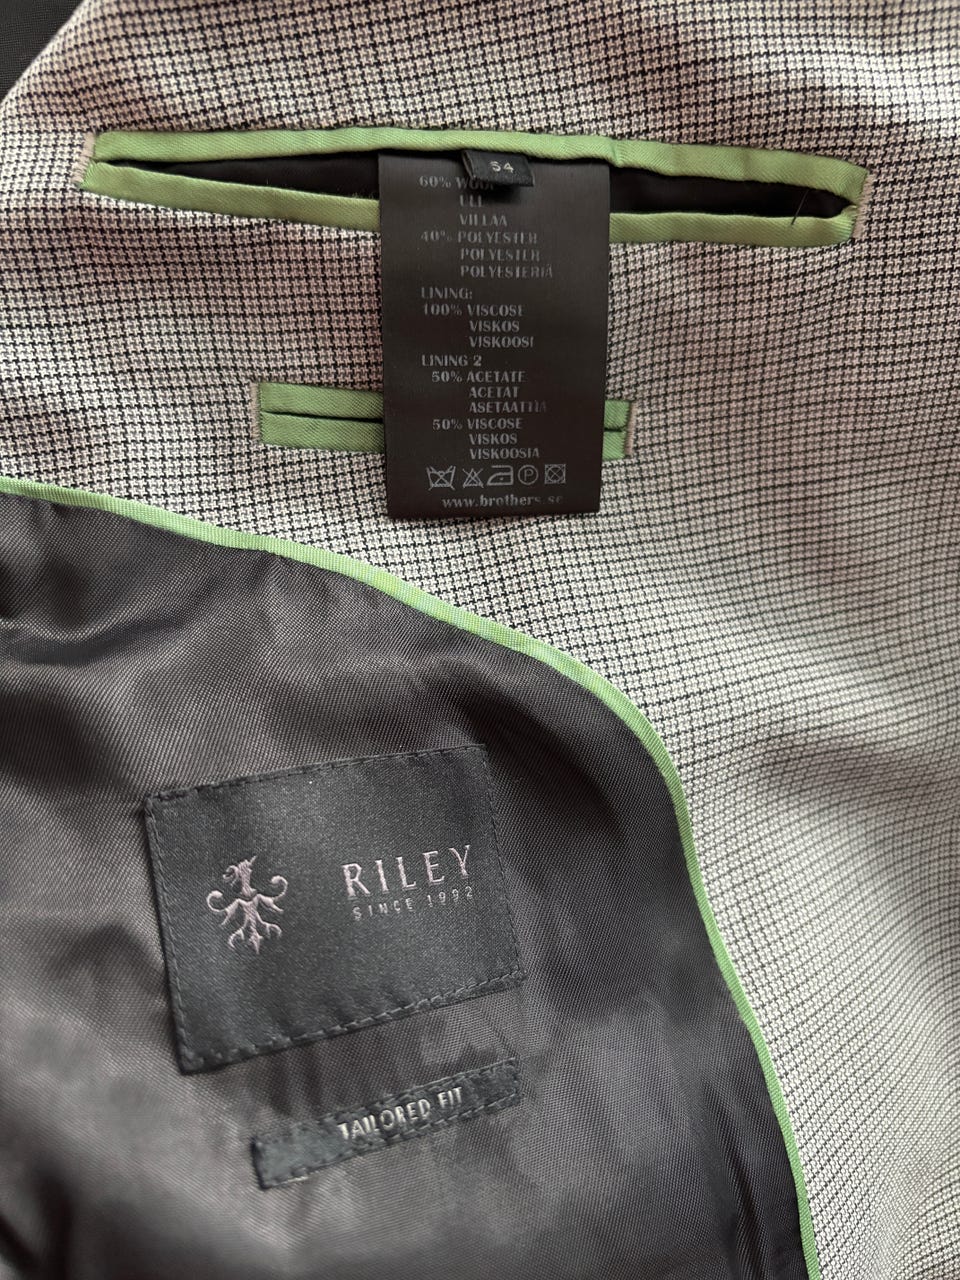 54
60% WOOL
ULL
VILLAA
40% POLYESTER
POLYESTER
POLYESTERIÄ
LINING:
100% VISCOSE
VISKOS
VISKOOSI
LINING 2
50% ACETATE
ACETAT
ASETAATTIA
50% VISCOSE
VISKOS
VISKOOSIA
P
www.brothers.se
RILEY
SINCE 1992
TAILORED FIT